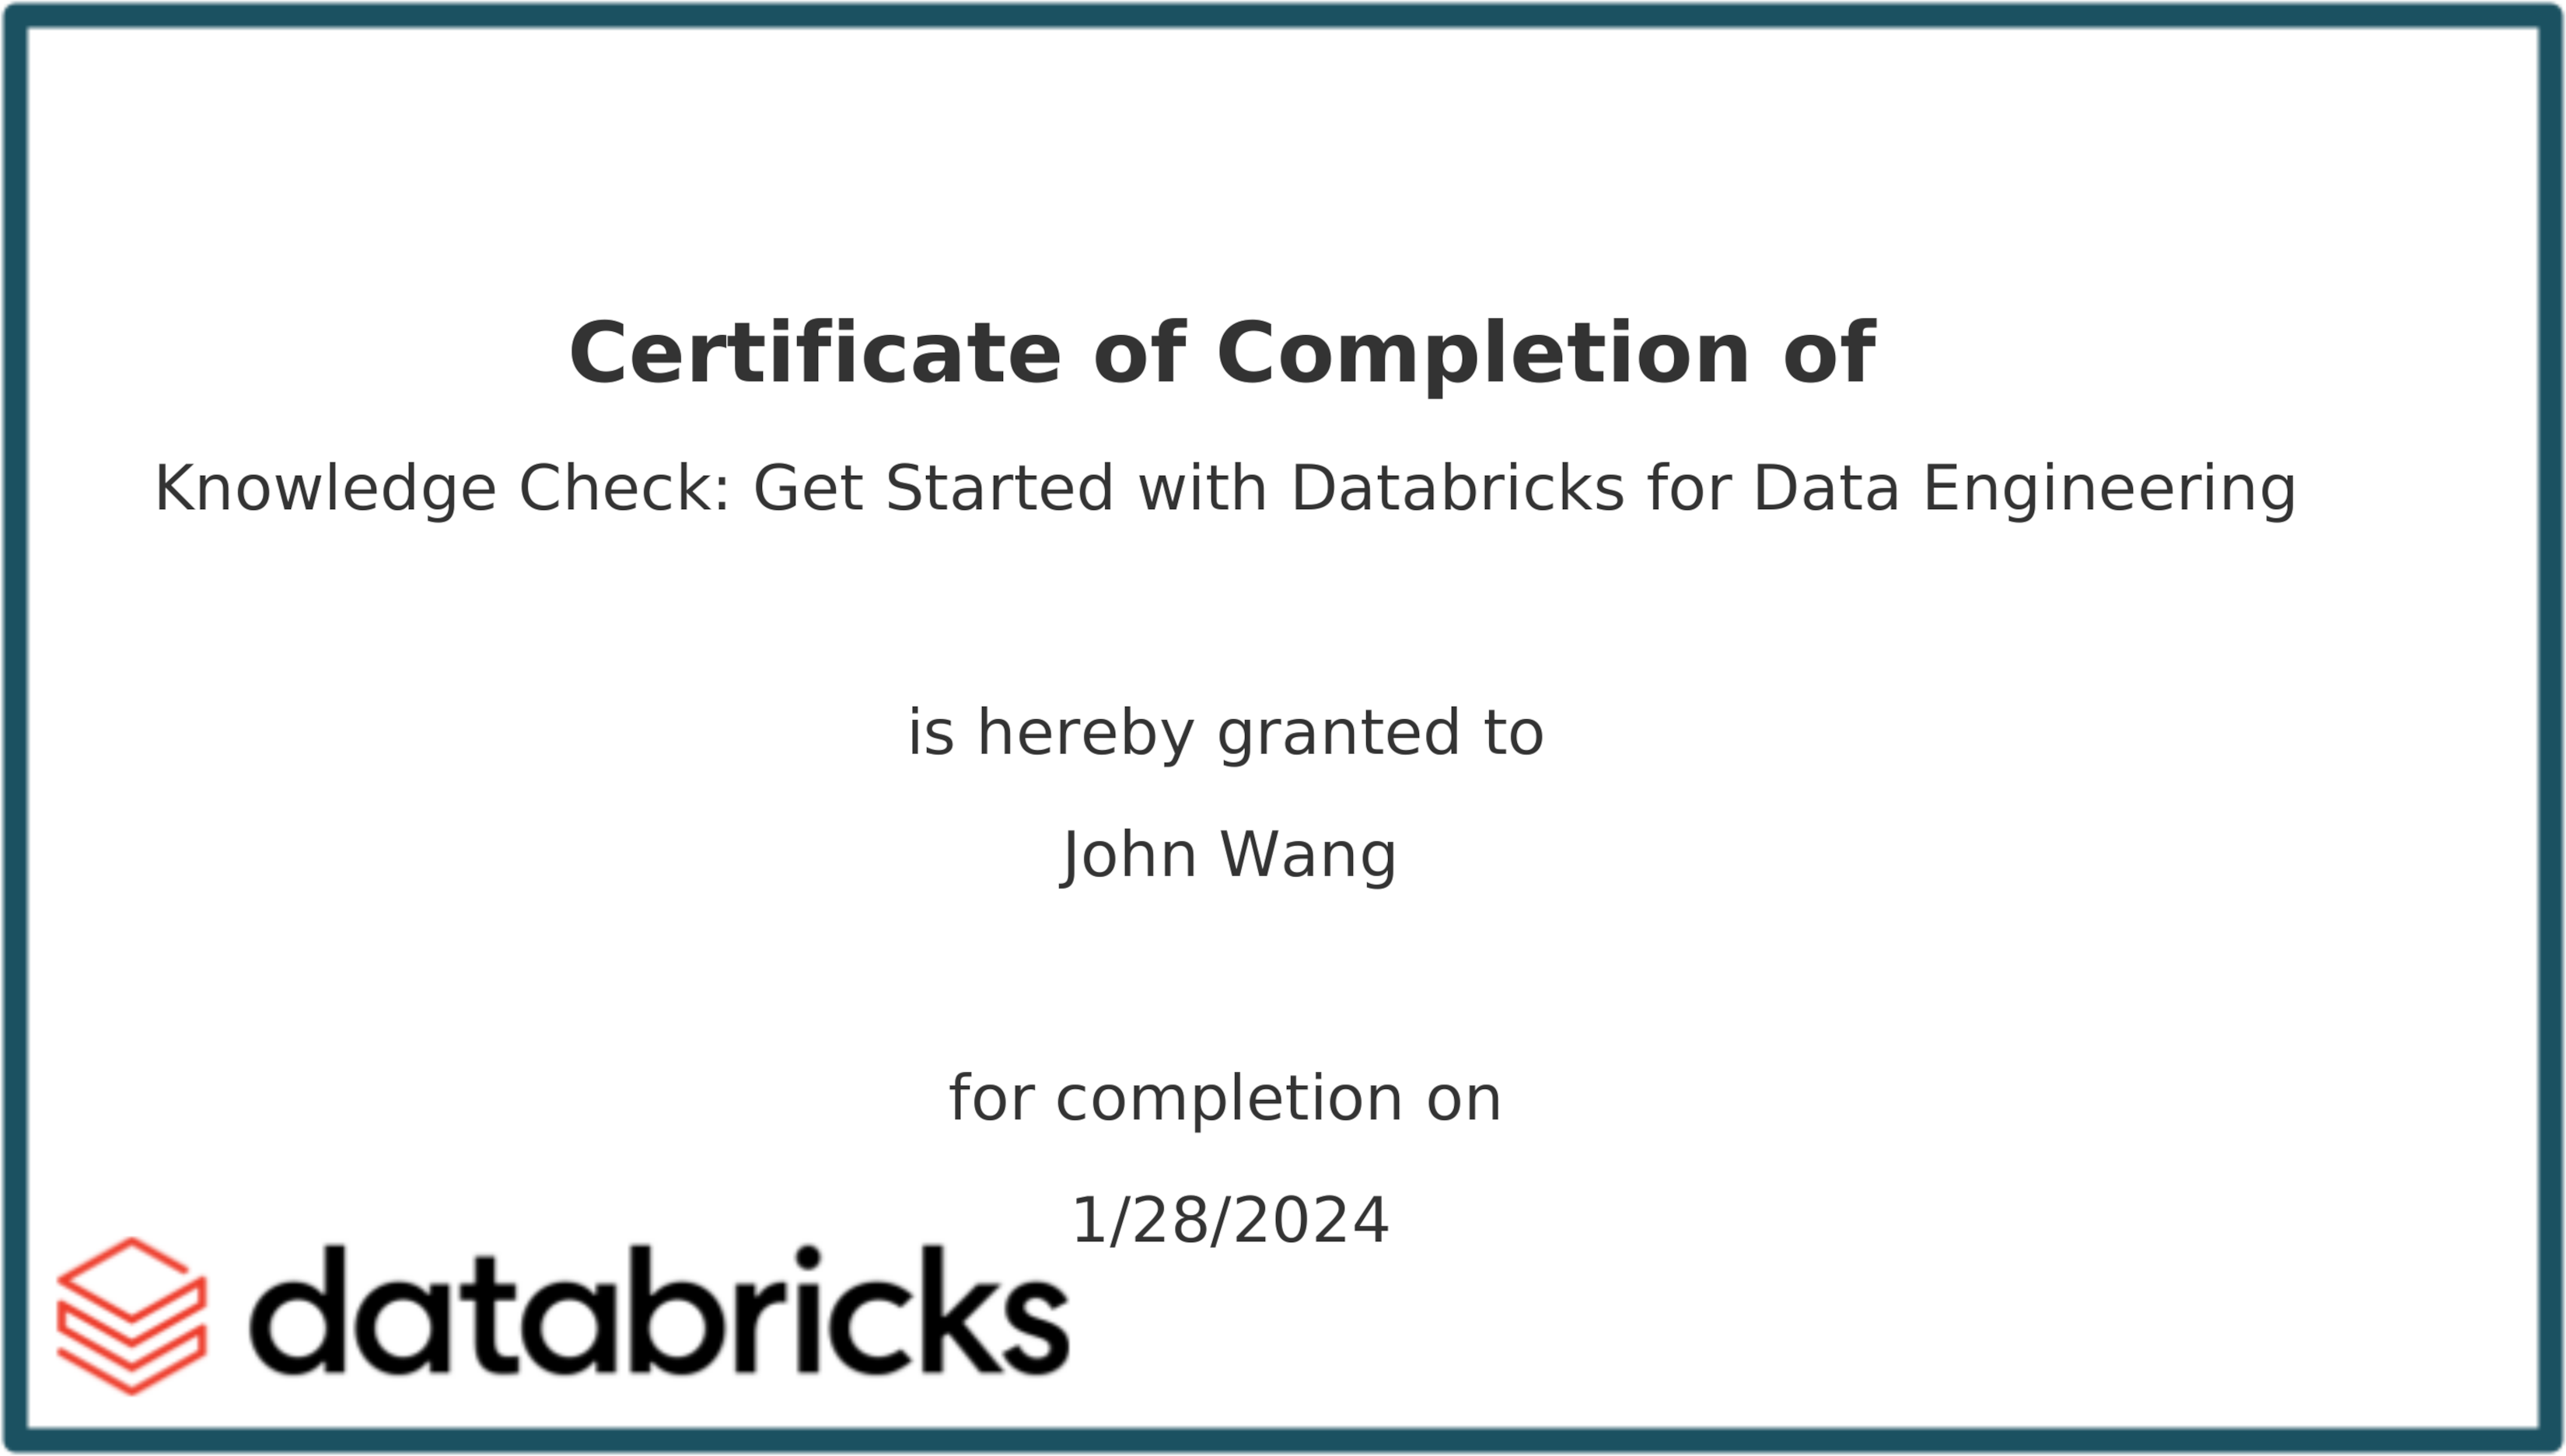 Certificate of Completion of
Knowledge Check: Get Started with Databricks for Data Engineering
is hereby granted to
John Wang
for completion on
1/28/2024
databricks